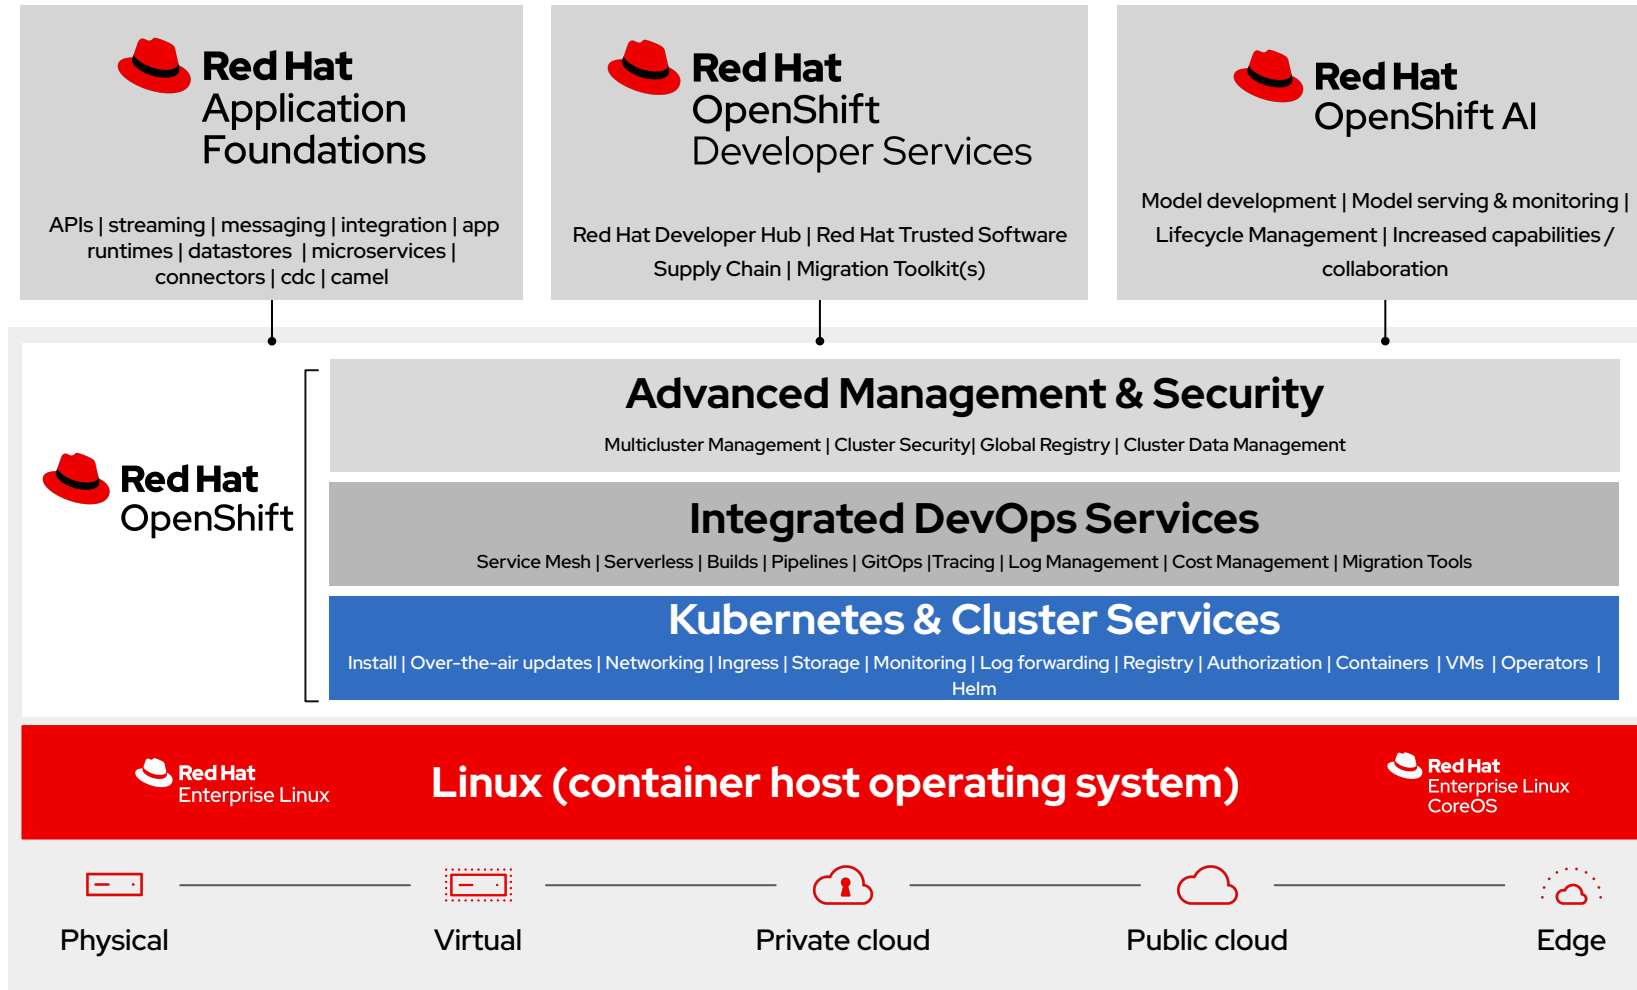 Red Hat
Application
Foundations
APIs | streaming | messaging | integration | app
runtimes | datastores | microservices |
connectors | cdc | camel
Red Hat
OpenShift
Developer Services
Red Hat Developer Hub | Red Hat Trusted Software
Supply Chain | Migration Toolkit(s)
Red Hat
OpenShift AI
Model development | Model serving & monitoring |
Lifecycle Management | Increased capabilities /
collaboration
Red Hat
OpenShift
Advanced Management & Security
Multicluster Management | Cluster Security| Global Registry | Cluster Data Management
Integrated DevOps Services
Service Mesh | Serverless | Builds | Pipelines | GitOps |Tracing | Log Management | Cost Management | Migration Tools
Kubernetes & Cluster Services
Install | Over-the-air updates | Networking | Ingress | Storage | Monitoring | Log forwarding | Registry | Authorization | Containers | VMs | Operators |
Helm
Red Hat
Enterprise Linux
Linux (container host operating system)
Red Hat
Enterprise Linux
CoreOS
Physical
Virtual
Private cloud
Public cloud
Edge